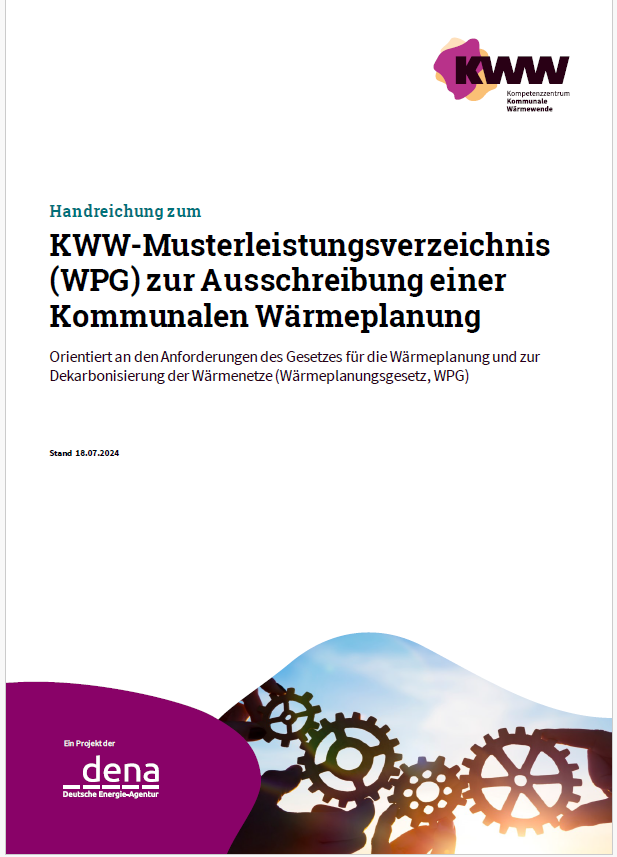 KWW
Kompetenzzentrum
Kommunale
Wärmewende
Handreichung zum
KWW-Musterleistungsverzeichnis
(WPG) zur Ausschreibung einer
Kommunalen Wärmeplanung
Orientiert an den Anforderungen des Gesetzes für die Wärmeplanung und zur
Dekarbonisierung der Wärmenetze (Wärmeplanungsgesetz, WPG)
Stand 18.07.2024
Ein Projekt der
dena
Deutsche Energie-Agentur